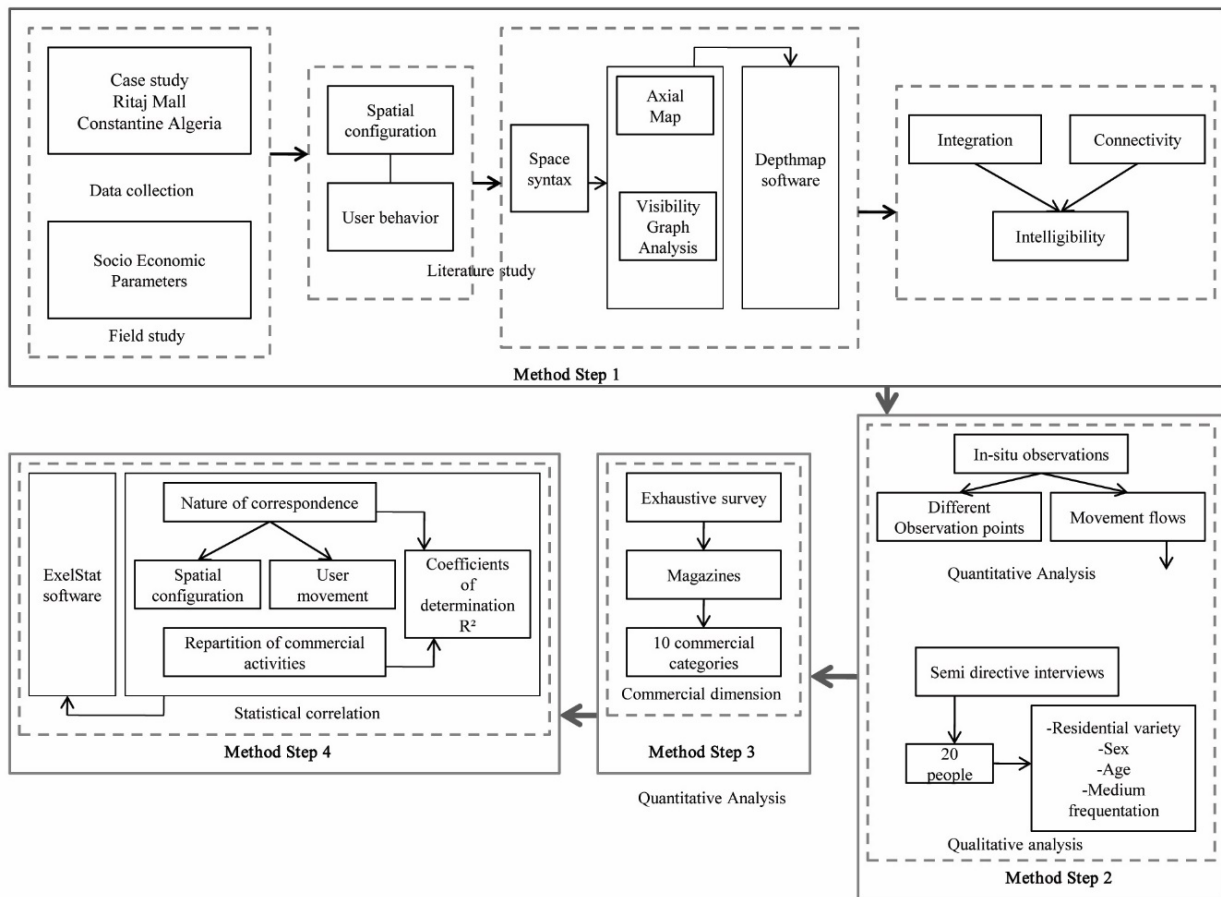 Case study
Ritaj Mall
Constantine Algeria
Data collection
Socio Economic
Parameters
Field study
Spatial
configuration
User behavior
Literature study
Space
syntax
Axial
Map
Visibility
Graph
Analysis
Depthmap
software
Integration
Connectivity
Intelligibility
Method Step 1
In-situ observations
Different
Observation points
Movement flows
Quantitative Analysis
Semi directive interviews
20
people
-Residential variety
-Sex
-Age
-Medium
frequentation
Qualitative analysis
Method Step 2
Exhaustive survey
Magazines
10 commercial
categories
Commercial dimension
Method Step 3
Quantitative Analysis
ExelStat
software
Nature of correspondence
Spatial
configuration
User
movement
Coefficients
of
determination
R²
Repartition of commercial
activities
Statistical correlation
Method Step 4